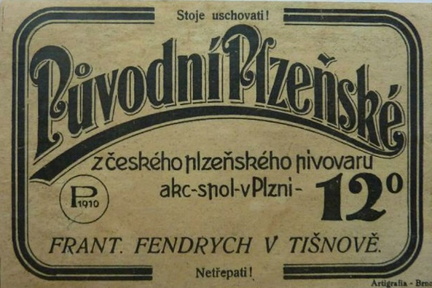 Stoje uschovati!
Původní Plzeňské
z českého plzeňského pivovaru
akc-spol-v Plzni-
12°
P
1910
FRANT. FENDRYCH V TIŠNOVĚ.
Netřepati!
Artigrafia - Brno